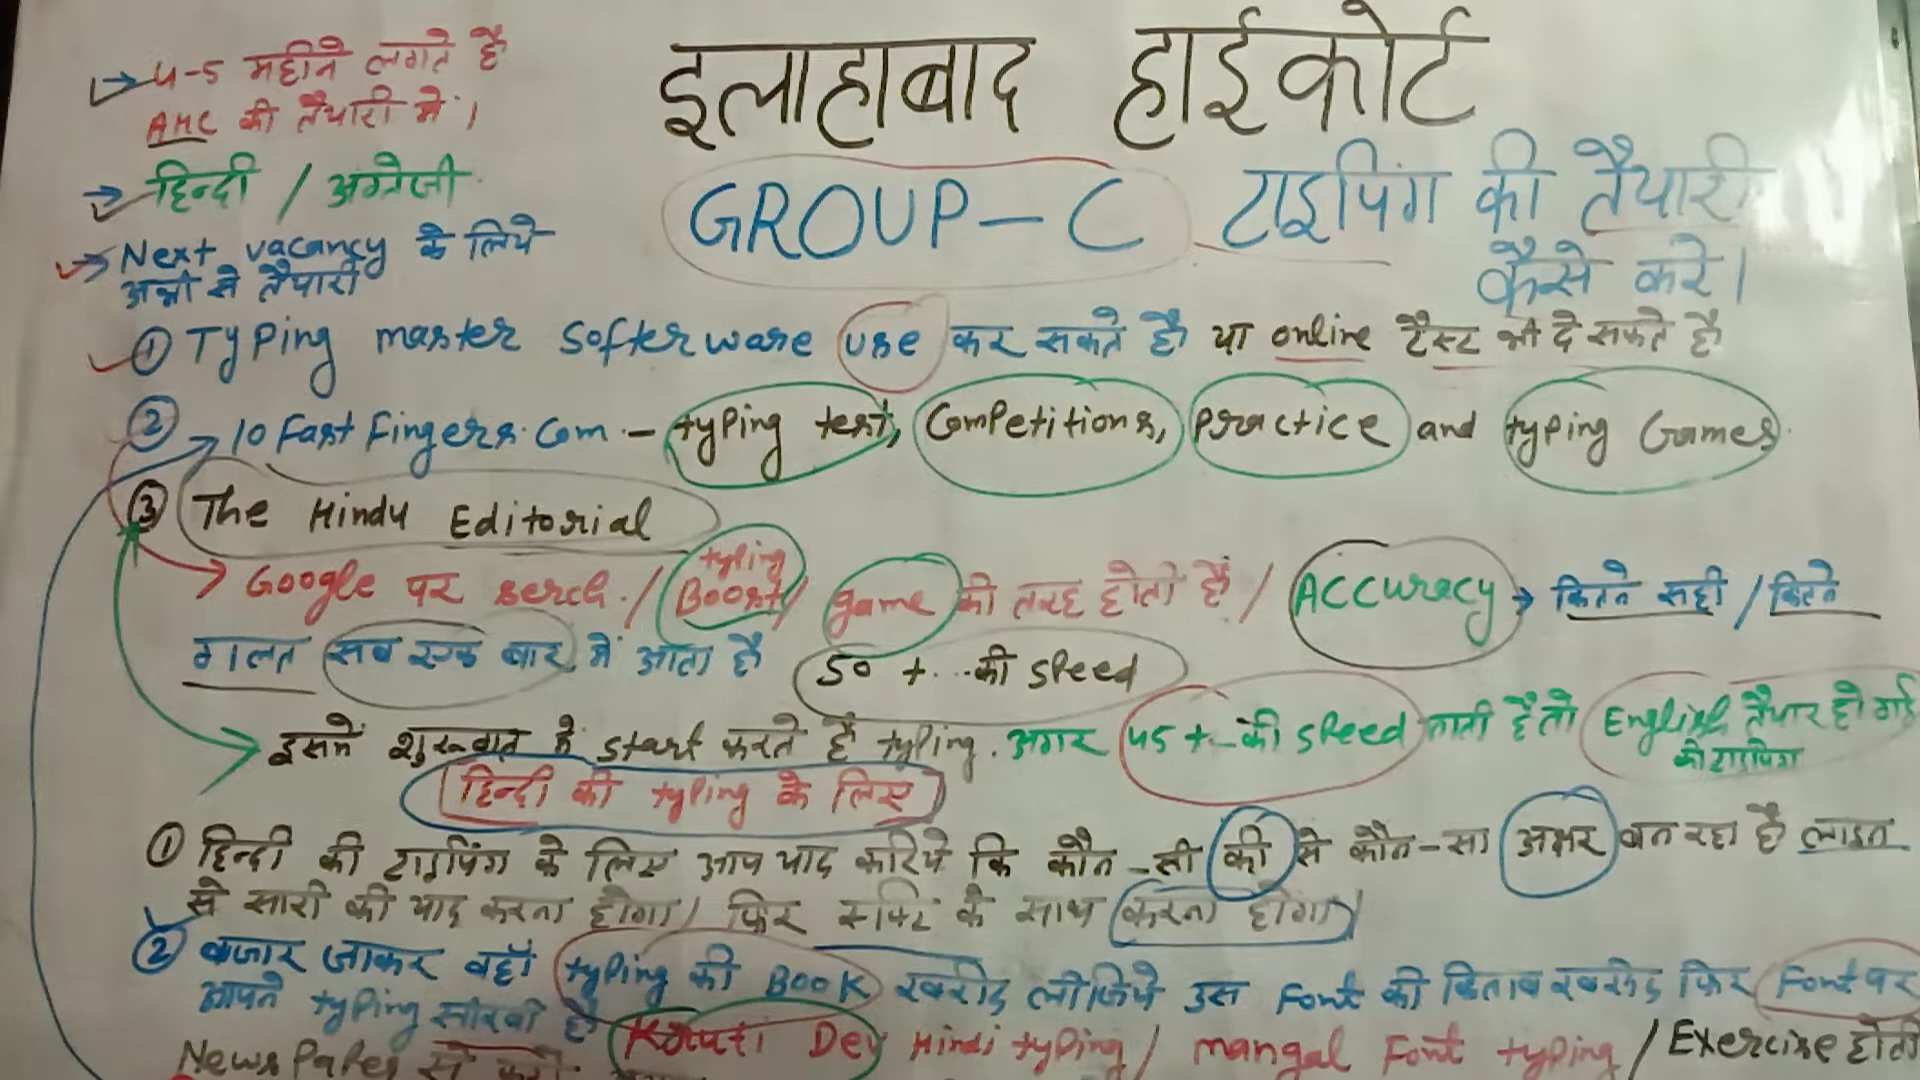 इलाहाबाद हाईकोर्ट
GROUP-C टाइपिंग की तैयारी
कैसे करे।
→ 4-5 महीने लगते है
AHC की तैयारी में।
→ हिन्दी / अंग्रेजी
→ Next vacancy के लिये
अभी से तैयारी
① Typing master Softerware use कर सकते है या online टैस्ट भी दे सकते है
② → 10 Fast Fingers.com - typing test, Competitions, Practice and typing Games.
③ The Hindu Editorial
→ Google पर serch. / typing Boost / game की तरह होती है / ACCuracy → कितने सही / कितने
गलत सब एक बार में आता है 50 +...की speed
→ इसमें शुरूवात में start करते है typing. अगर 45 +...की speed आती है तो English तैयार हो गई
की टाइपिंग
हिन्दी की typing के लिए
① हिन्दी की टाइपिंग के लिए आप याद करिये कि कौन-सी की से कौन-सा अक्षर बन रहा है लाइन
से सारी की याद करना होगा। फिर के साथ करना होगा।
② बजार जाकर वहाँ typing की BOOK खरीद लीजिये उस Font की किताब खरीद फिर Font पर
आपने typing सीखी है
News Paper से करो Kruti Dev Hindi typing / mangal Font typing / Exercise होती